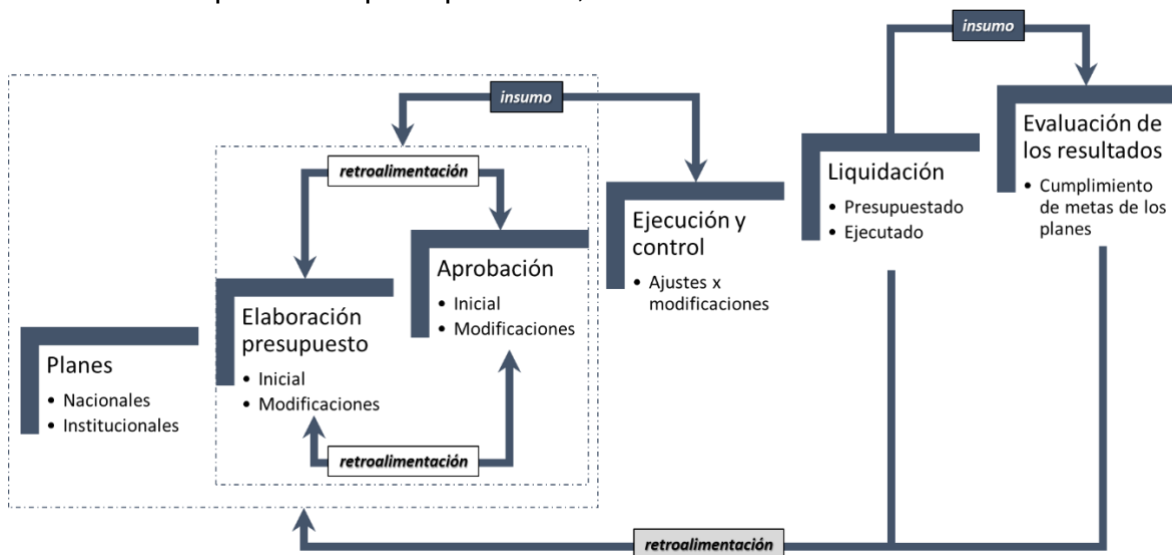 insumo
insumo
retroalimentación
Evaluación de
los resultados
• Cumplimiento
de metas de los
planes
Liquidación
• Presupuestado
• Ejecutado
Ejecución y
control
• Ajustes x
modificaciones
Aprobación
• Inicial
• Modificaciones
Elaboración
presupuesto
• Inicial
• Modificaciones
Planes
• Nacionales
• Institucionales
retroalimentación
retroalimentación